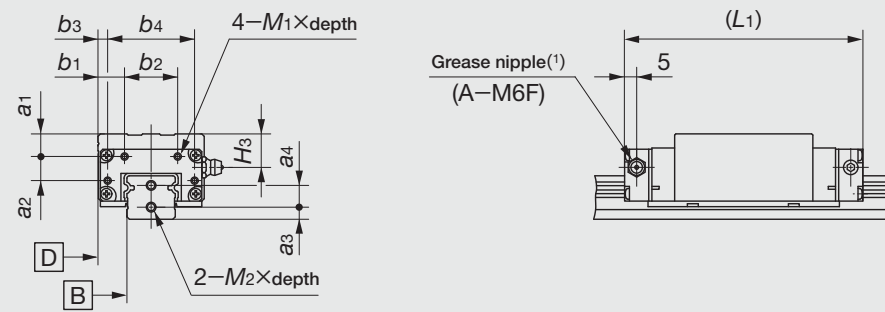 b3 b4 4−M1×depth
b1 b2
a1
a2
H3
a4
a3
D
B
2−M2×depth
(L1)
Grease nipple(1)
5
(A−M6F)